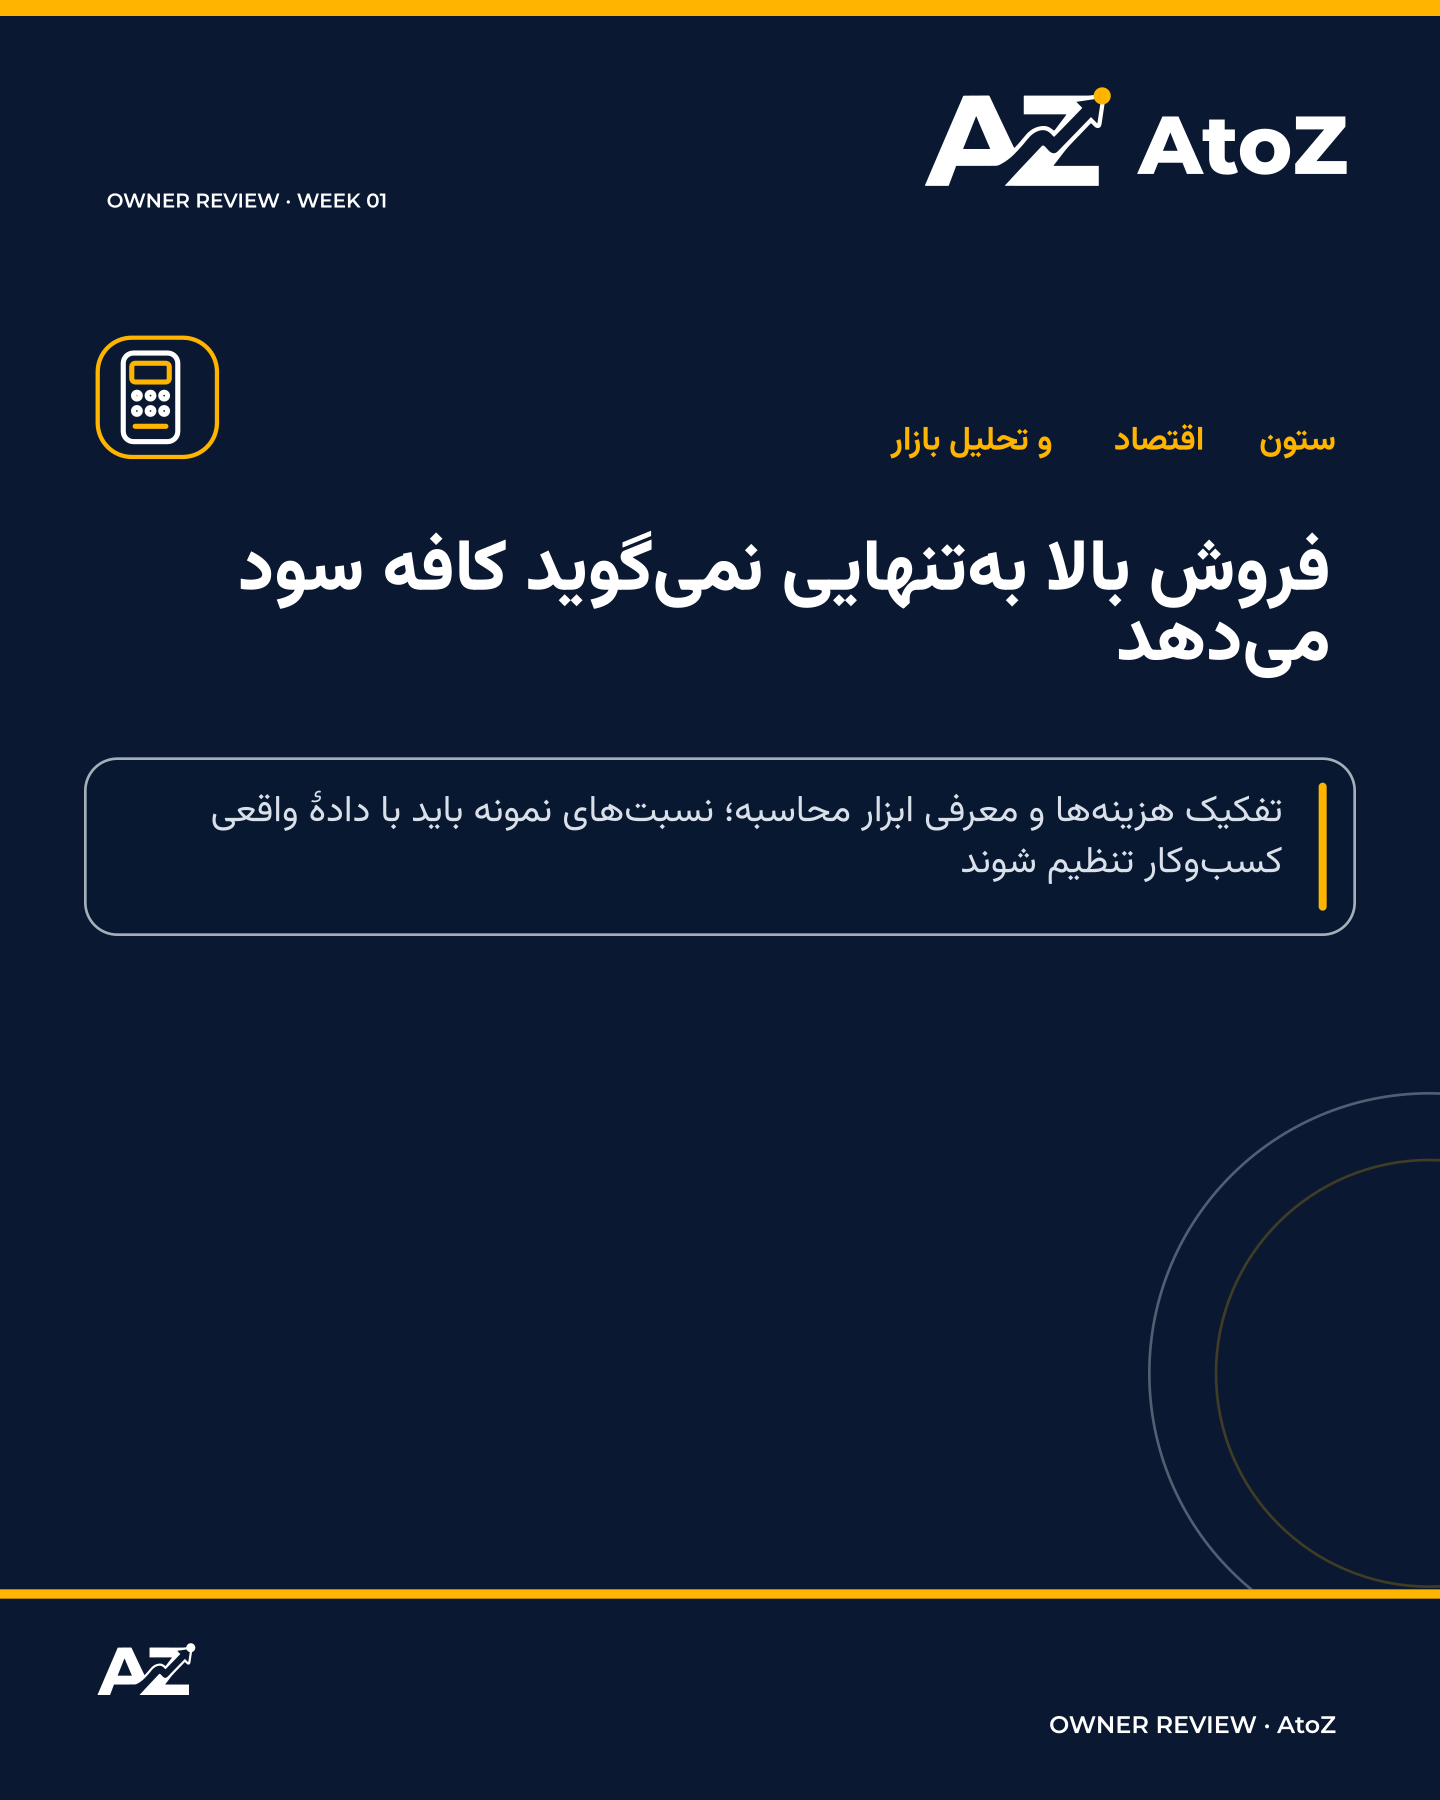 AZ AtoZ
OWNER REVIEW · WEEK 01
ستون اقتصاد و تحلیل بازار
فروش بالا به‌تنهایی نمی‌گوید کافه سود
می‌دهد
تفکیک هزینه‌ها و معرفی ابزار محاسبه؛ نسبت‌های نمونه باید با دادهٔ واقعی
کسب‌وکار تنظیم شوند
AZ
OWNER REVIEW · AtoZ